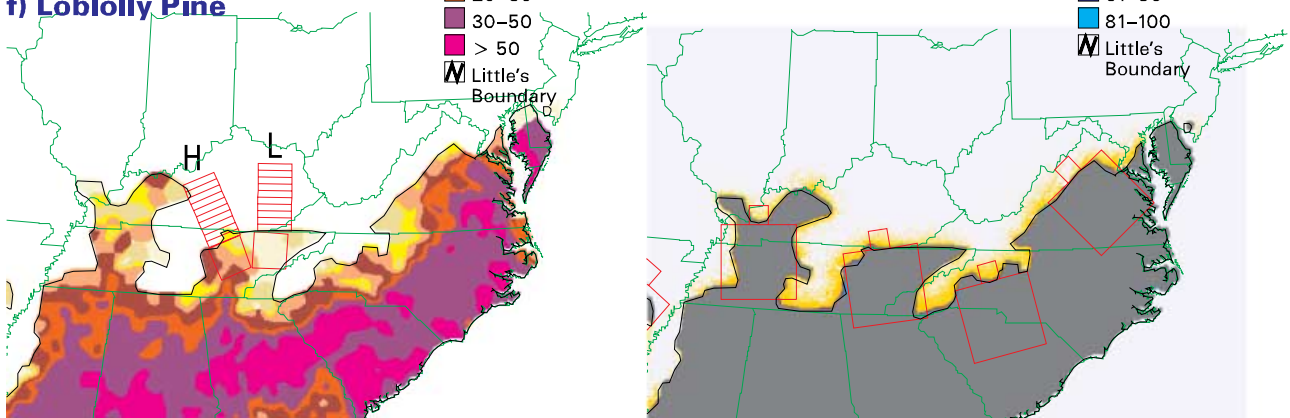 f) Loblolly Pine
30–50
> 50
Little's
Boundary
H
L
81–100
Little's
Boundary